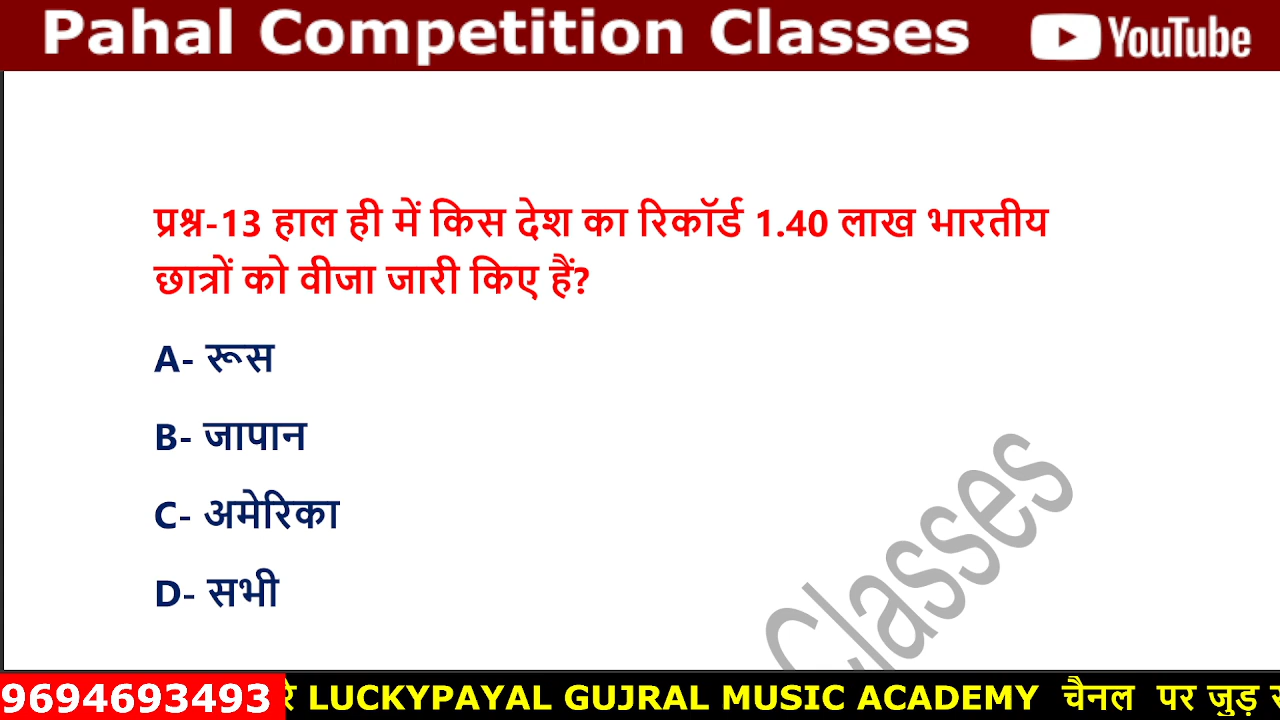 Pahal Competition Classes YouTube
प्रश्न-13 हाल ही में किस देश का रिकॉर्ड 1.40 लाख भारतीय
छात्रों को वीजा जारी किए हैं?
A- रूस
B- जापान
C- अमेरिका
D- सभी
Classes
9694693493 रे LUCKYPAYAL GUJRAL MUSIC ACADEMY चैनल पर जुड़